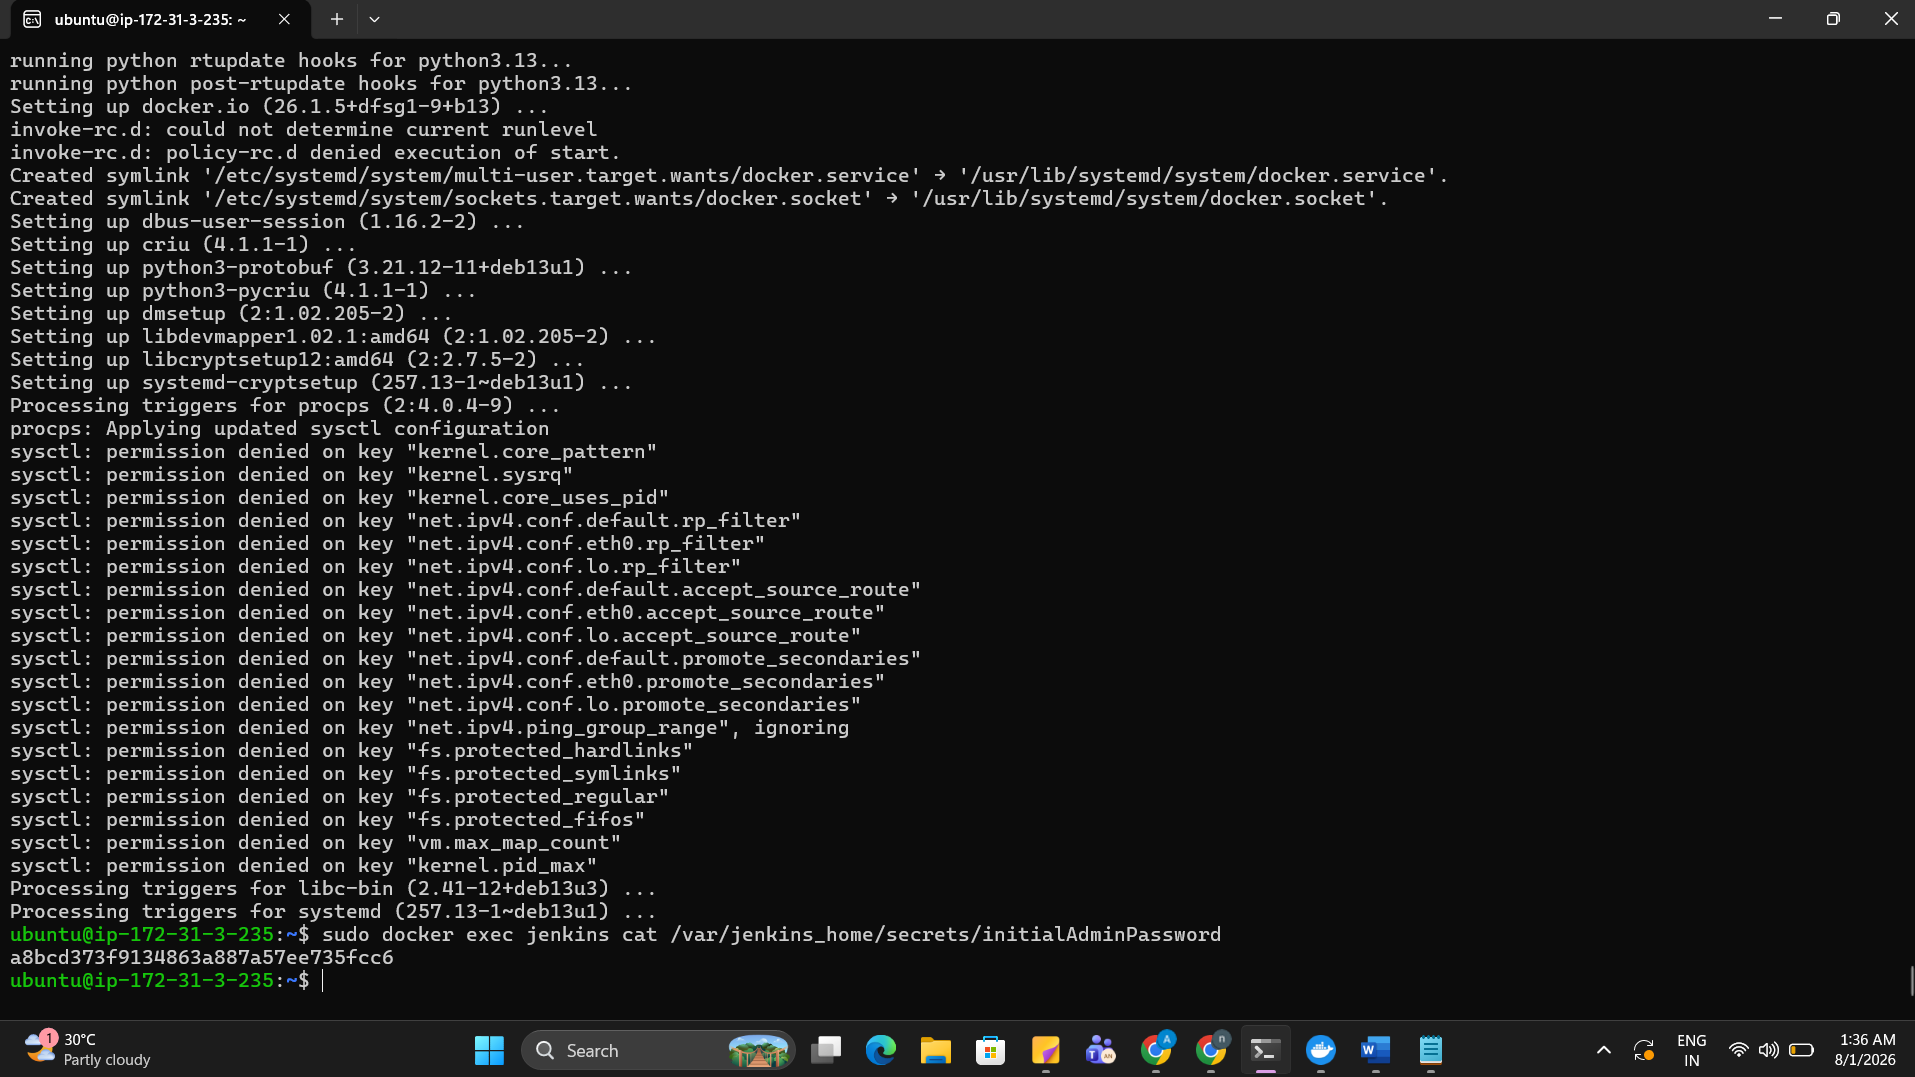 ubuntu@ip-172-31-3-235: ~
running python rtupdate hooks for python3.13...
running python post-rtupdate hooks for python3.13...
Setting up docker.io (26.1.5+dfsg1-9+b13) ...
invoke-rc.d: could not determine current runlevel
invoke-rc.d: policy-rc.d denied execution of start.
Created symlink '/etc/systemd/system/multi-user.target.wants/docker.service' → '/usr/lib/systemd/system/docker.service'.
Created symlink '/etc/systemd/system/sockets.target.wants/docker.socket' → '/usr/lib/systemd/system/docker.socket'.
Setting up dbus-user-session (1.16.2-2) ...
Setting up criu (4.1.1-1) ...
Setting up python3-protobuf (3.21.12-11+deb13u1) ...
Setting up python3-pycriu (4.1.1-1) ...
Setting up dmsetup (2:1.02.205-2) ...
Setting up libdevmapper1.02.1:amd64 (2:1.02.205-2) ...
Setting up libcryptsetup12:amd64 (2:2.7.5-2) ...
Setting up systemd-cryptsetup (257.13-1~deb13u1) ...
Processing triggers for procps (2:4.0.4-9) ...
procps: Applying updated sysctl configuration
sysctl: permission denied on key "kernel.core_pattern"
sysctl: permission denied on key "kernel.sysrq"
sysctl: permission denied on key "kernel.core_uses_pid"
sysctl: permission denied on key "net.ipv4.conf.default.rp_filter"
sysctl: permission denied on key "net.ipv4.conf.eth0.rp_filter"
sysctl: permission denied on key "net.ipv4.conf.lo.rp_filter"
sysctl: permission denied on key "net.ipv4.conf.default.accept_source_route"
sysctl: permission denied on key "net.ipv4.conf.eth0.accept_source_route"
sysctl: permission denied on key "net.ipv4.conf.lo.accept_source_route"
sysctl: permission denied on key "net.ipv4.conf.default.promote_secondaries"
sysctl: permission denied on key "net.ipv4.conf.eth0.promote_secondaries"
sysctl: permission denied on key "net.ipv4.conf.lo.promote_secondaries"
sysctl: permission denied on key "net.ipv4.ping_group_range", ignoring
sysctl: permission denied on key "fs.protected_hardlinks"
sysctl: permission denied on key "fs.protected_symlinks"
sysctl: permission denied on key "fs.protected_regular"
sysctl: permission denied on key "fs.protected_fifos"
sysctl: permission denied on key "vm.max_map_count"
sysctl: permission denied on key "kernel.pid_max"
Processing triggers for libc-bin (2.41-12+deb13u3) ...
Processing triggers for systemd (257.13-1~deb13u1) ...
ubuntu@ip-172-31-3-235:~$ sudo docker exec jenkins cat /var/jenkins_home/secrets/initialAdminPassword
a8bcd373f9134863a887a57ee735fcc6
ubuntu@ip-172-31-3-235:~$
1
30°C
Partly cloudy
Search
ENG
IN
1:36 AM
8/1/2026